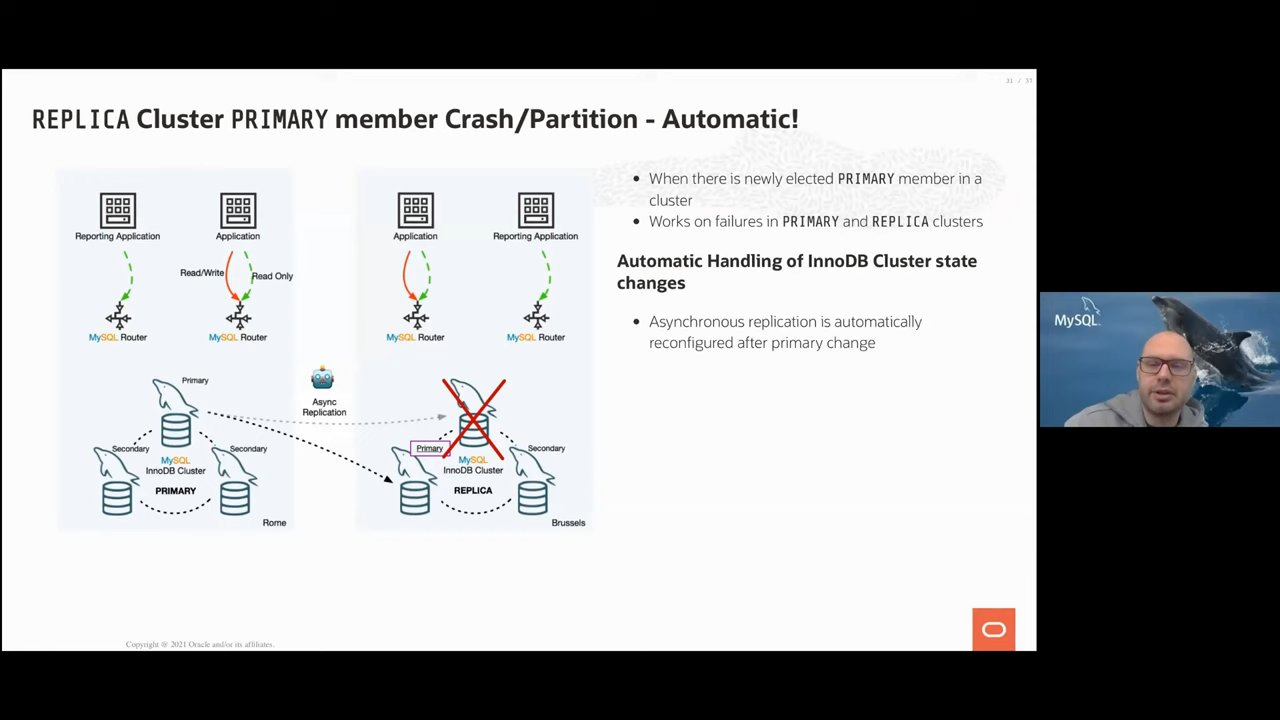 31 / 37
REPLICA Cluster PRIMARY member Crash/Partition - Automatic!
Reporting Application
Application
Read/Write
Read Only
MySQL Router
MySQL Router
Application
Reporting Application
MySQL Router
MySQL Router
Async
Replication
Primary
Secondary
Secondary
MySQL
InnoDB Cluster
PRIMARY
Rome
Primary
Secondary
MySQL
InnoDB Cluster
REPLICA
Brussels
When there is newly elected PRIMARY member in a
cluster
Works on failures in PRIMARY and REPLICA clusters
Automatic Handling of InnoDB Cluster state
changes
Asynchronous replication is automatically
reconfigured after primary change
Copyright @ 2021 Oracle and/or its affiliates.
MySQL